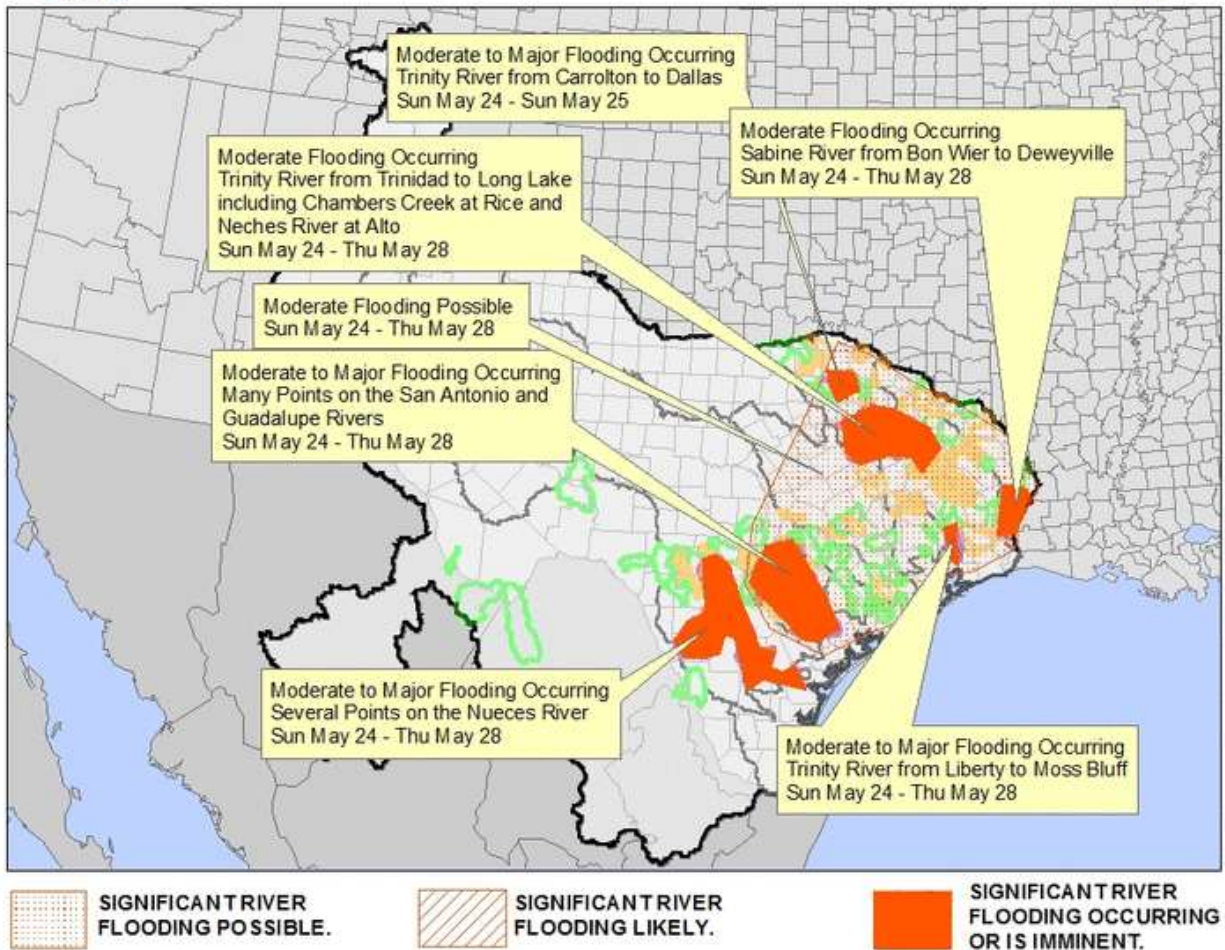 Moderate to Major Flooding Occurring
Trinity River from Carrolton to Dallas
Sun May 24 - Sun May 25
Moderate Flooding Occurring
Sabine River from Bon Wier to Deweyville
Sun May 24 - Thu May 28
Moderate Flooding Occurring
Trinity River from Trinidad to Long Lake
including Chambers Creek at Rice and
Neches River at Alto
Sun May 24 - Thu May 28
Moderate Flooding Possible
Sun May 24 - Thu May 28
Moderate to Major Flooding Occurring
Many Points on the San Antonio and
Guadalupe Rivers
Sun May 24 - Thu May 28
Moderate to Major Flooding Occurring
Several Points on the Nueces River
Sun May 24 - Thu May 28
Moderate to Major Flooding Occurring
Trinity River from Liberty to Moss Bluff
Sun May 24 - Thu May 28
SIGNIFICANT RIVER
FLOODING POSSIBLE.
SIGNIFICANT RIVER
FLOODING LIKELY.
SIGNIFICANT RIVER
FLOODING OCCURRING
OR IS IMMINENT.